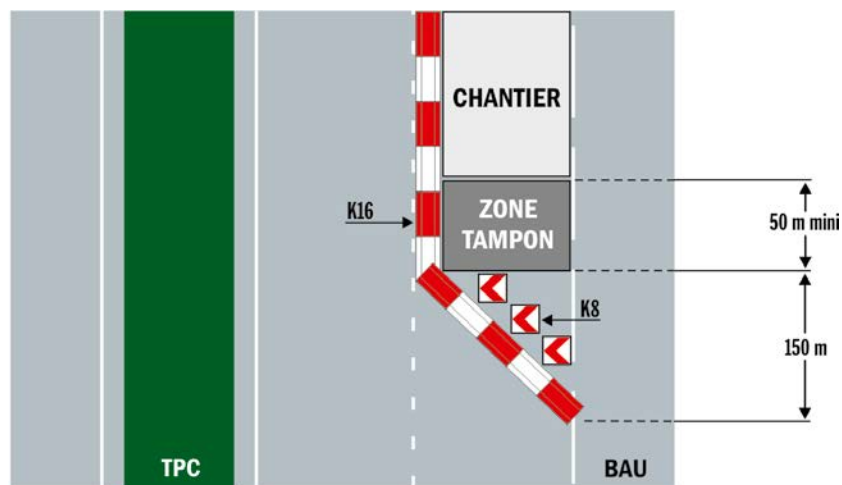 CHANTIER
K16
ZONE
TAMPON
50 m mini
K8
150 m
TPC
BAU